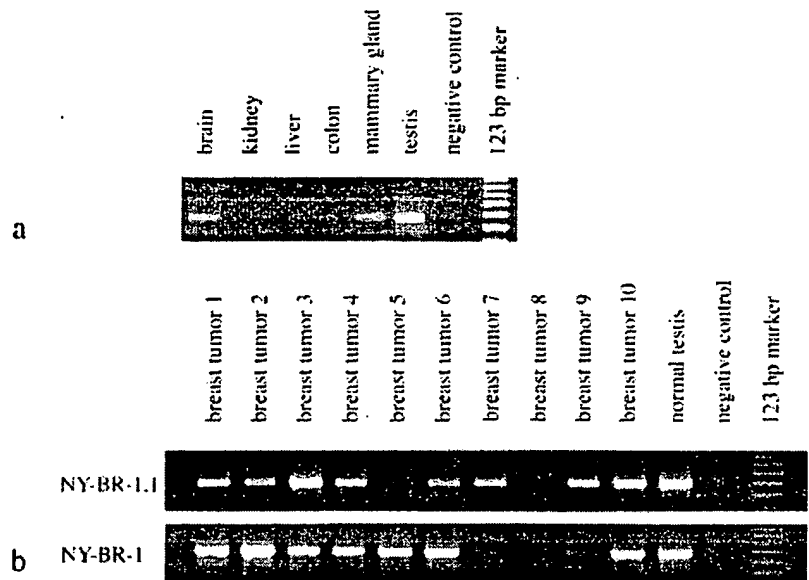 brain
kidney
liver
colon
mammary gland
testis
negative control
123 bp marker
a
breast tumor 1
breast tumor 2
breast tumor 3
breast tumor 4
breast tumor 5
breast tumor 6
breast tumor 7
breast tumor 8
breast tumor 9
breast tumor 10
normal testis
negative control
123 bp marker
NY-BR-1.1
b NY-BR-1